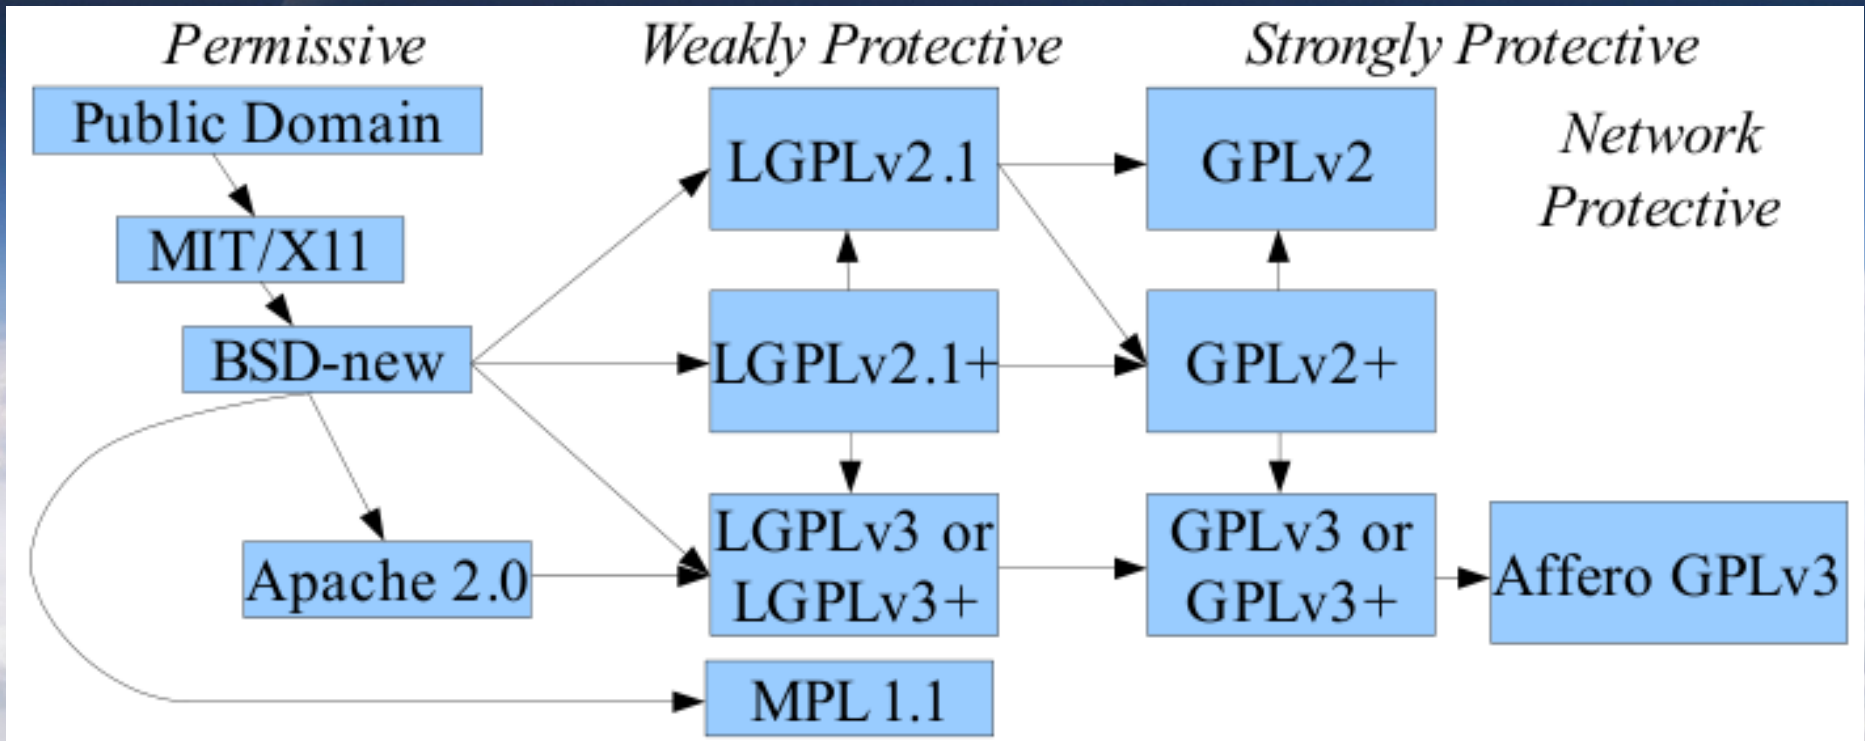 Permissive
Weakly Protective
Strongly Protective
Public Domain
MIT/X11
BSD-new
Apache 2.0
LGPLv2.1
LGPLv2.1+
LGPLv3 or
LGPLv3+
MPL 1.1
GPLv2
GPLv2+
GPLv3 or
GPLv3+
Network
Protective
Affero GPLv3